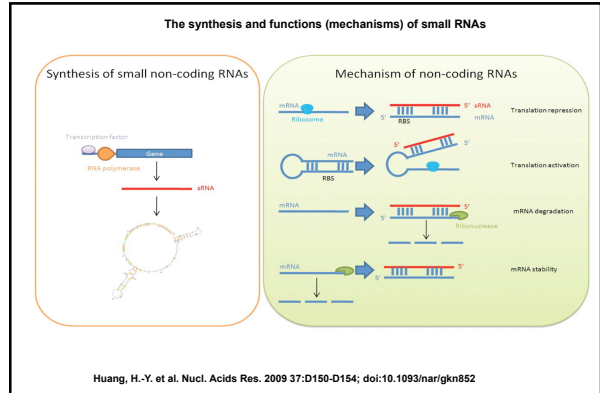 The synthesis and functions (mechanisms) of small RNAs
Synthesis of small non-coding RNAs
Transcription factor
Gene
RNA polymerase
sRNA
Mechanism of non-coding RNAs
mRNA
Ribosome
5' sRNA
5' mRNA
RBS
Translation repression
mRNA
RBS
5'
5'
Translation activation
mRNA
5'
5'
Ribonuclease
mRNA degradation
mRNA
5'
5'
mRNA stability
Huang, H.-Y. et al. Nucl. Acids Res. 2009 37:D150-D154; doi:10.1093/nar/gkn852